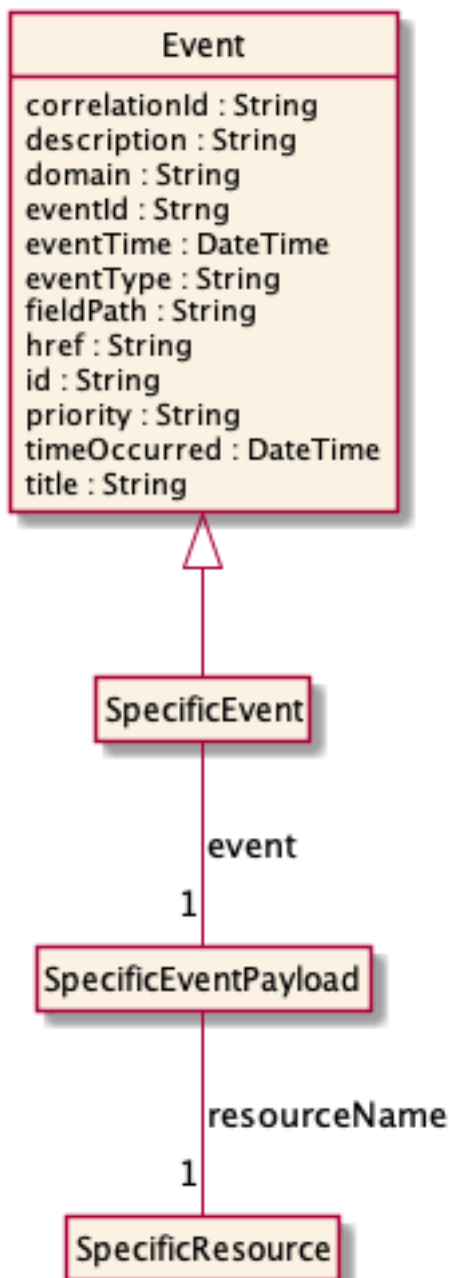 Event
correlationId : String
description : String
domain : String
eventId : Strng
eventTime : DateTime
eventType : String
fieldPath : String
href : String
id : String
priority : String
timeOccurred : DateTime
title : String
SpecificEvent
event
1
SpecificEventPayload
resourceName
1
SpecificResource